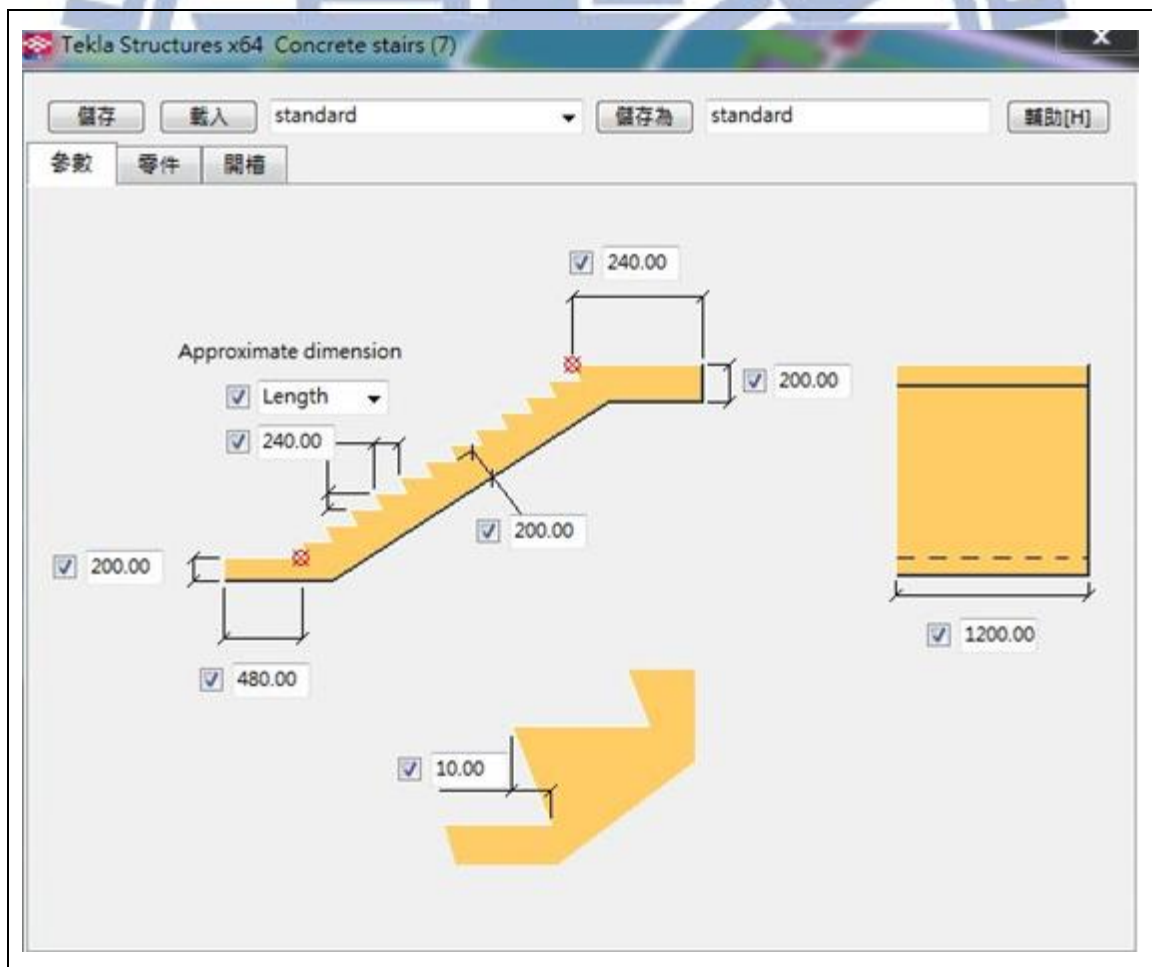 Tekla Structures x64 Concrete stairs (7)
x
儲存 載入 standard 儲存為 standard 輔助[H]
參數 零件 開槽
240.00
Approximate dimension
Length
200.00
240.00
200.00
200.00
1200.00
480.00
10.00